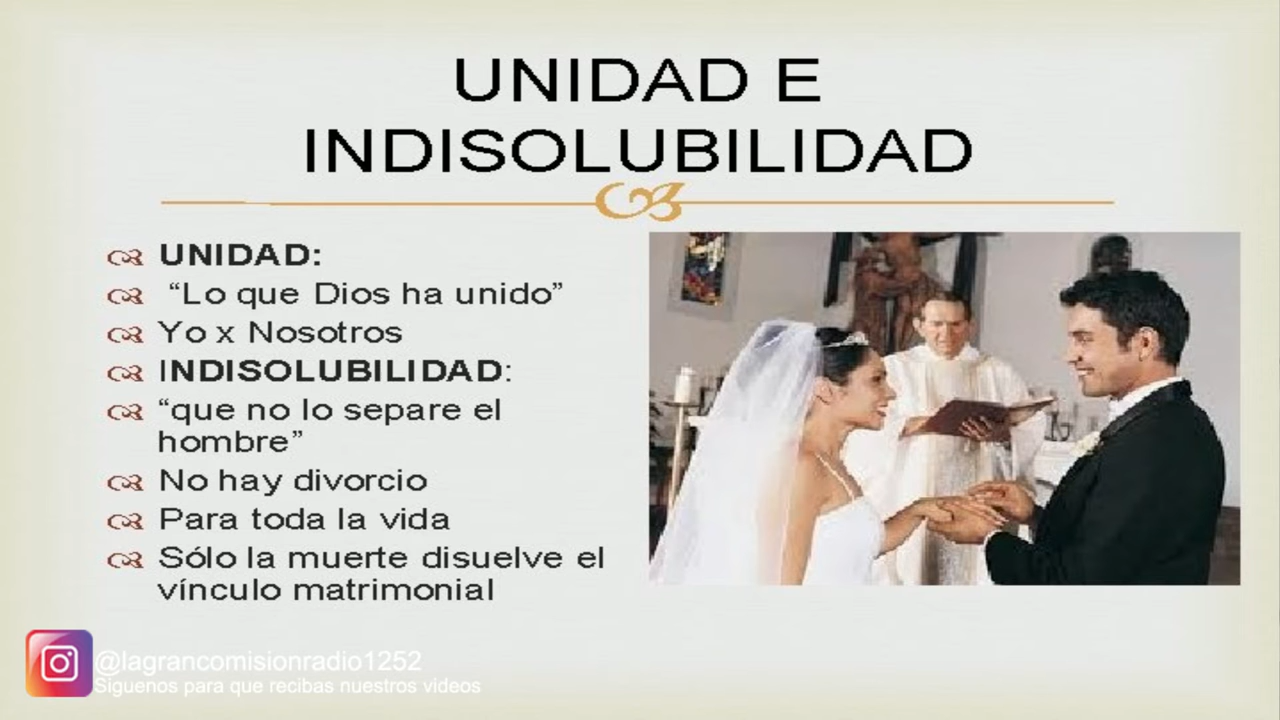 UNIDAD E
INDISOLUBILIDAD
UNIDAD:
“Lo que Dios ha unido”
Yo x Nosotros
INDISOLUBILIDAD:
“que no lo separe el
hombre”
No hay divorcio
Para toda la vida
Sólo la muerte disuelve el
vínculo matrimonial
@lagrancomisionradio1252
Siguenos para que recibas nuestros videos